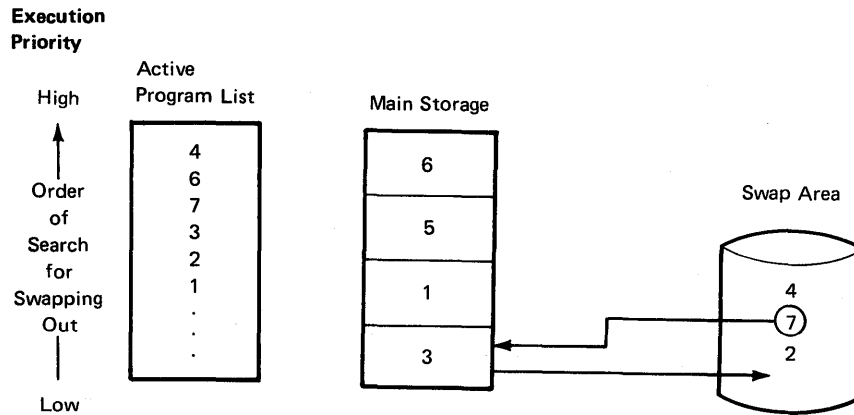 Execution
Priority
High
Order
of
Search
for
Swapping
Out
Low
Active
Program List
4
6
7
3
2
1
.
.
.
Main Storage
6
5
1
3
Swap Area
4
7
2